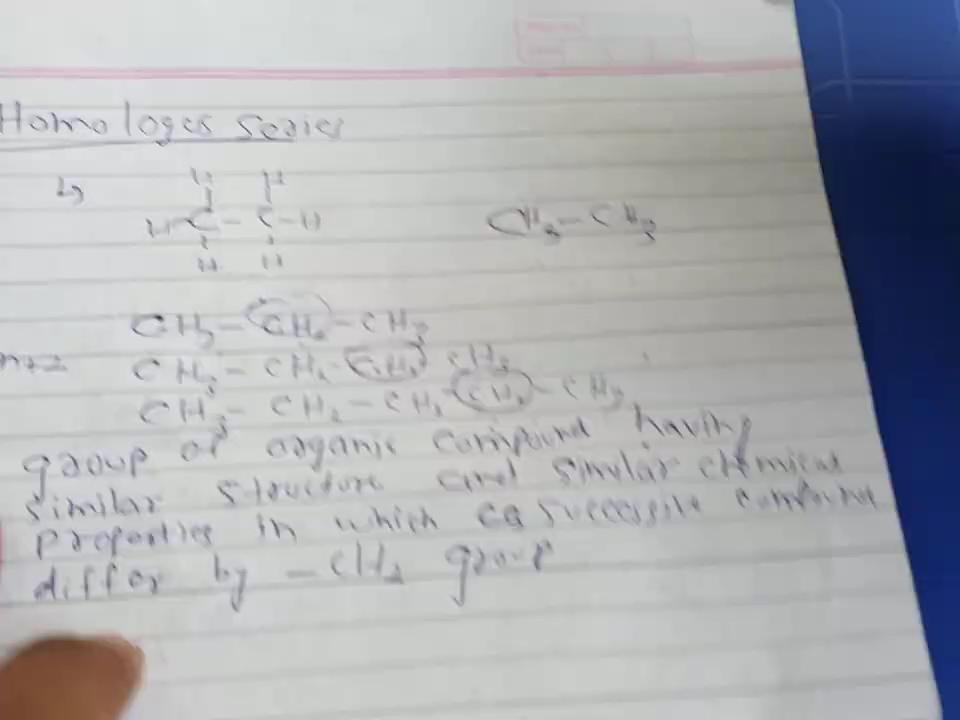 Homologes Series
H H
H-C-C-H CH3-CH3
H H
CH3-CH2-CH3
CH3-CH2-CH2 CH3
CH3-CH2-CH2-CH2-CH3
group of organic compound having
similar structure and similar chemical
properties in which successive compound
differ by -CH2 group